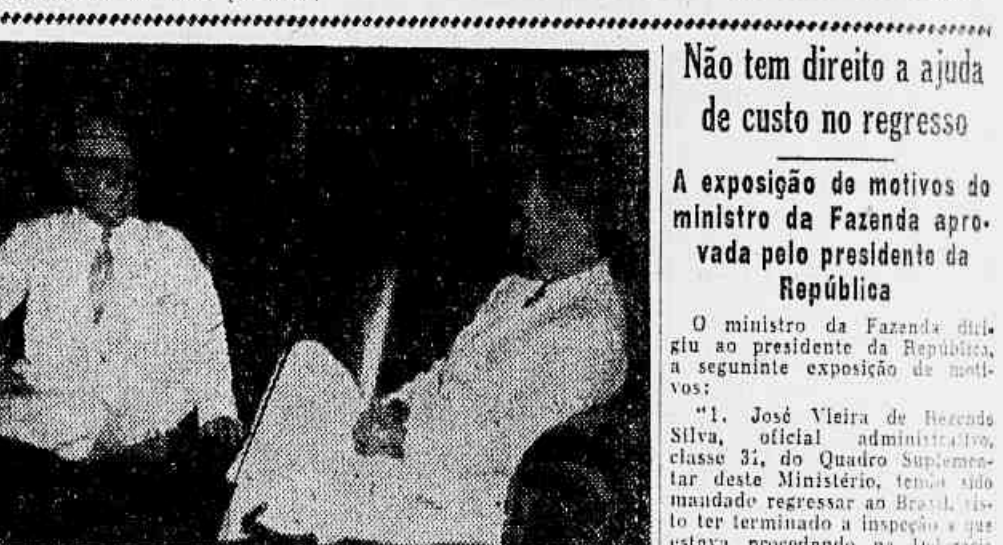 Não tem direito a ajuda
de custo no regresso
A exposição de motivos do
ministro da Fazenda apro-
vada pelo presidente da
República
O ministro da Fazenda diri-
giu ao presidente da República,
a seguninte exposição de moti-
vos:
"1. José Vieira de Rezende
Silva, oficial administrativo,
classe 31, do Quadro Suplemen-
tar deste Ministério, tendo sido
mandado regressar ao Brasil, vis-
to ter terminado a inspeção a que
estava procedendo na